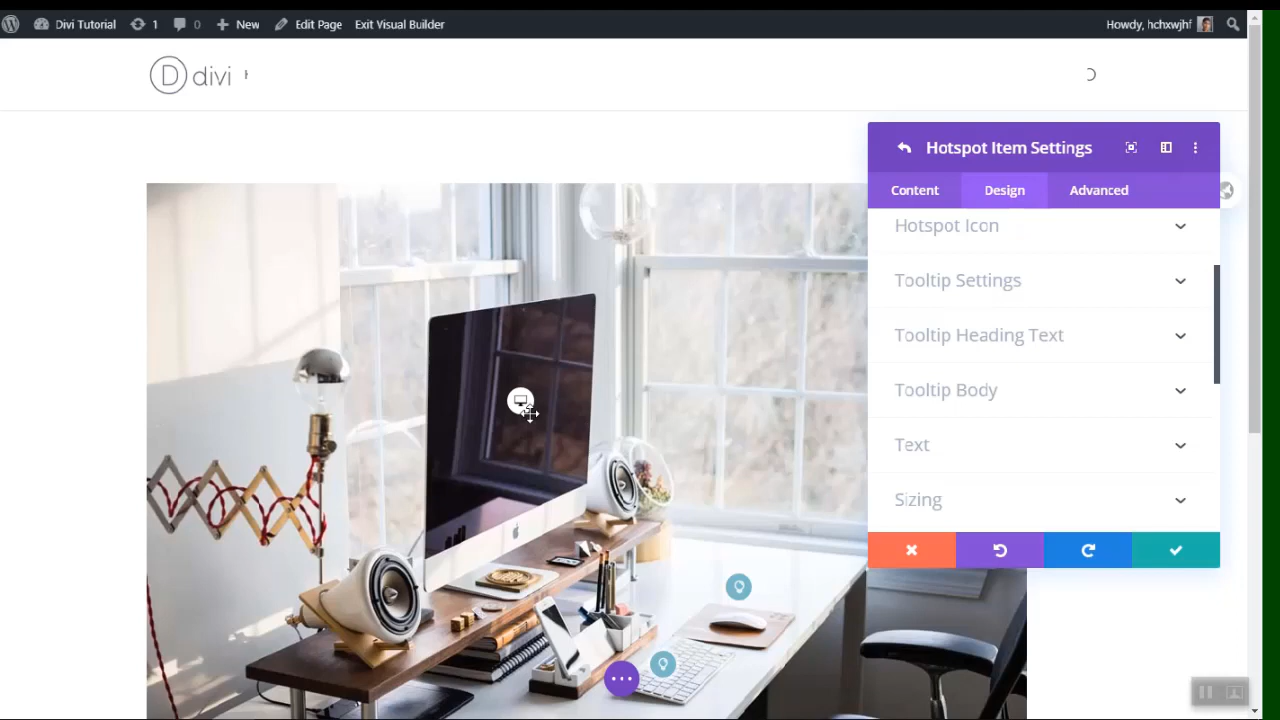 Divi Tutorial 1 0 New Edit Page Exit Visual Builder Howdy, hchxwjhf
D divi
Hotspot Item Settings
Content Design Advanced
Hotspot Icon
Tooltip Settings
Tooltip Heading Text
Tooltip Body
Text
Sizing